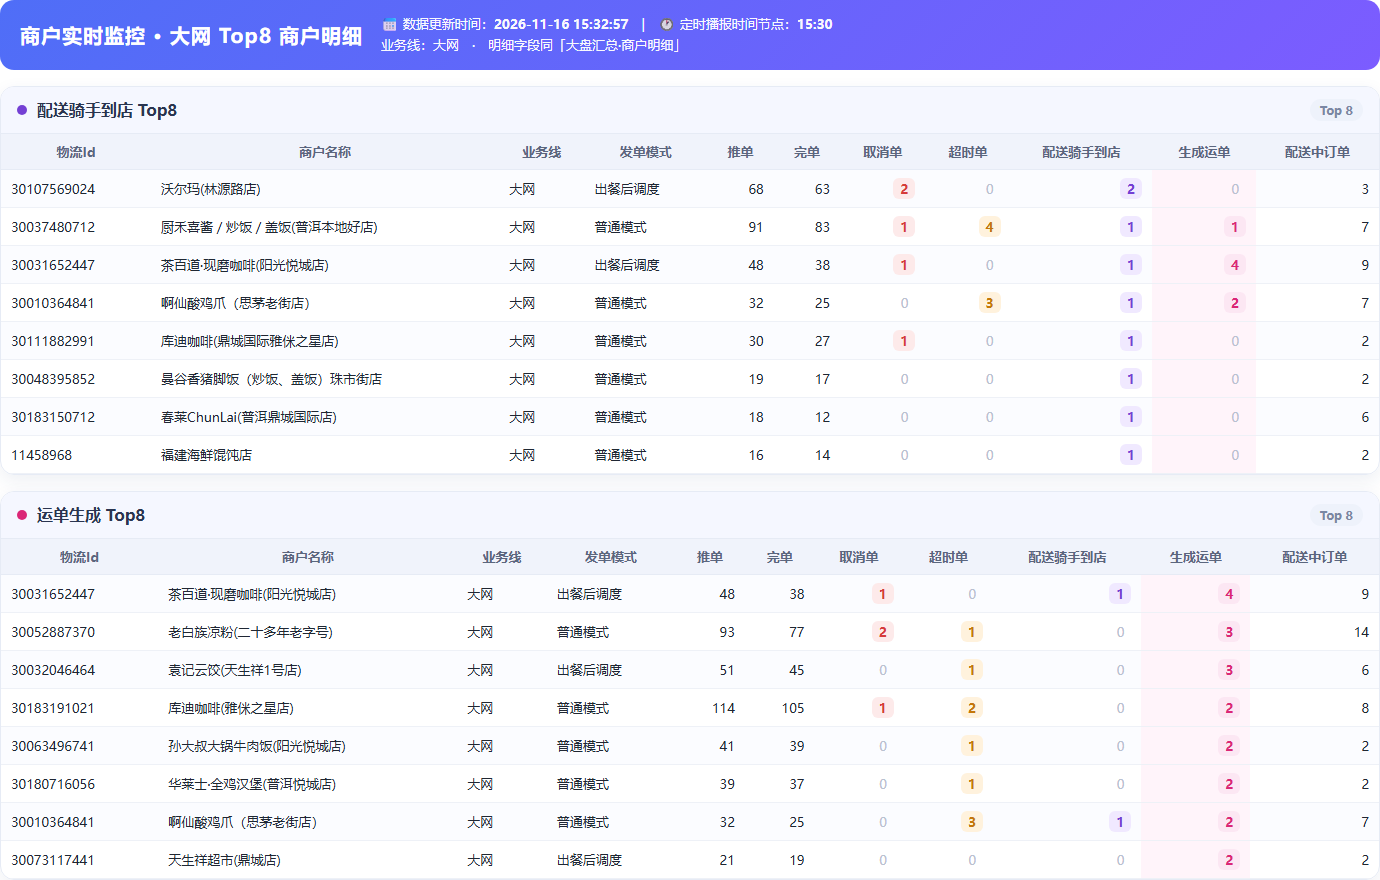 商户实时监控 · 大网 Top8 商户明细
数据更新时间：2026-11-16 15:32:57 | 定时播报时间节点：15:30
业务线：大网 · 明细字段同「大盘汇总·商户明细」
配送骑手到店 Top8 Top 8
物流Id 商户名称 业务线 发单模式 推单 完单 取消单 超时单 配送骑手到店 生成运单 配送中订单
30107569024 沃尔玛(林源路店) 大网 出餐后调度 68 63 2 0 2 0 3
30037480712 厨禾喜酱 / 炒饭 / 盖饭(普洱本地好店) 大网 普通模式 91 83 1 4 1 1 7
30031652447 茶百道·现磨咖啡(阳光悦城店) 大网 出餐后调度 48 38 1 0 1 4 9
30010364841 啊仙酸鸡爪（思茅老街店） 大网 普通模式 32 25 0 3 1 2 7
30111882991 库迪咖啡(鼎城国际雅俅之星店) 大网 普通模式 30 27 1 0 1 0 2
30048395852 曼谷香猪脚饭（炒饭、盖饭）珠市街店 大网 普通模式 19 17 0 0 1 0 2
30183150712 春莱ChunLai(普洱鼎城国际店) 大网 普通模式 18 12 0 0 1 0 6
11458968 福建海鲜馄饨店 大网 普通模式 16 14 0 0 1 0 2
运单生成 Top8 Top 8
物流Id 商户名称 业务线 发单模式 推单 完单 取消单 超时单 配送骑手到店 生成运单 配送中订单
30031652447 茶百道·现磨咖啡(阳光悦城店) 大网 出餐后调度 48 38 1 0 1 4 9
30052887370 老白族凉粉(二十多年老字号) 大网 普通模式 93 77 2 1 0 3 14
30032046464 袁记云饺(天生祥1号店) 大网 出餐后调度 51 45 0 1 0 3 6
30183191021 库迪咖啡(雅俅之星店) 大网 普通模式 114 105 1 2 0 2 8
30063496741 孙大叔大锅牛肉饭(阳光悦城店) 大网 普通模式 41 39 0 1 0 2 2
30180716056 华莱士·全鸡汉堡(普洱悦城店) 大网 普通模式 39 37 0 1 0 2 2
30010364841 啊仙酸鸡爪（思茅老街店） 大网 普通模式 32 25 0 3 1 2 7
30073117441 天生祥超市(鼎城店) 大网 出餐后调度 21 19 0 0 0 2 2